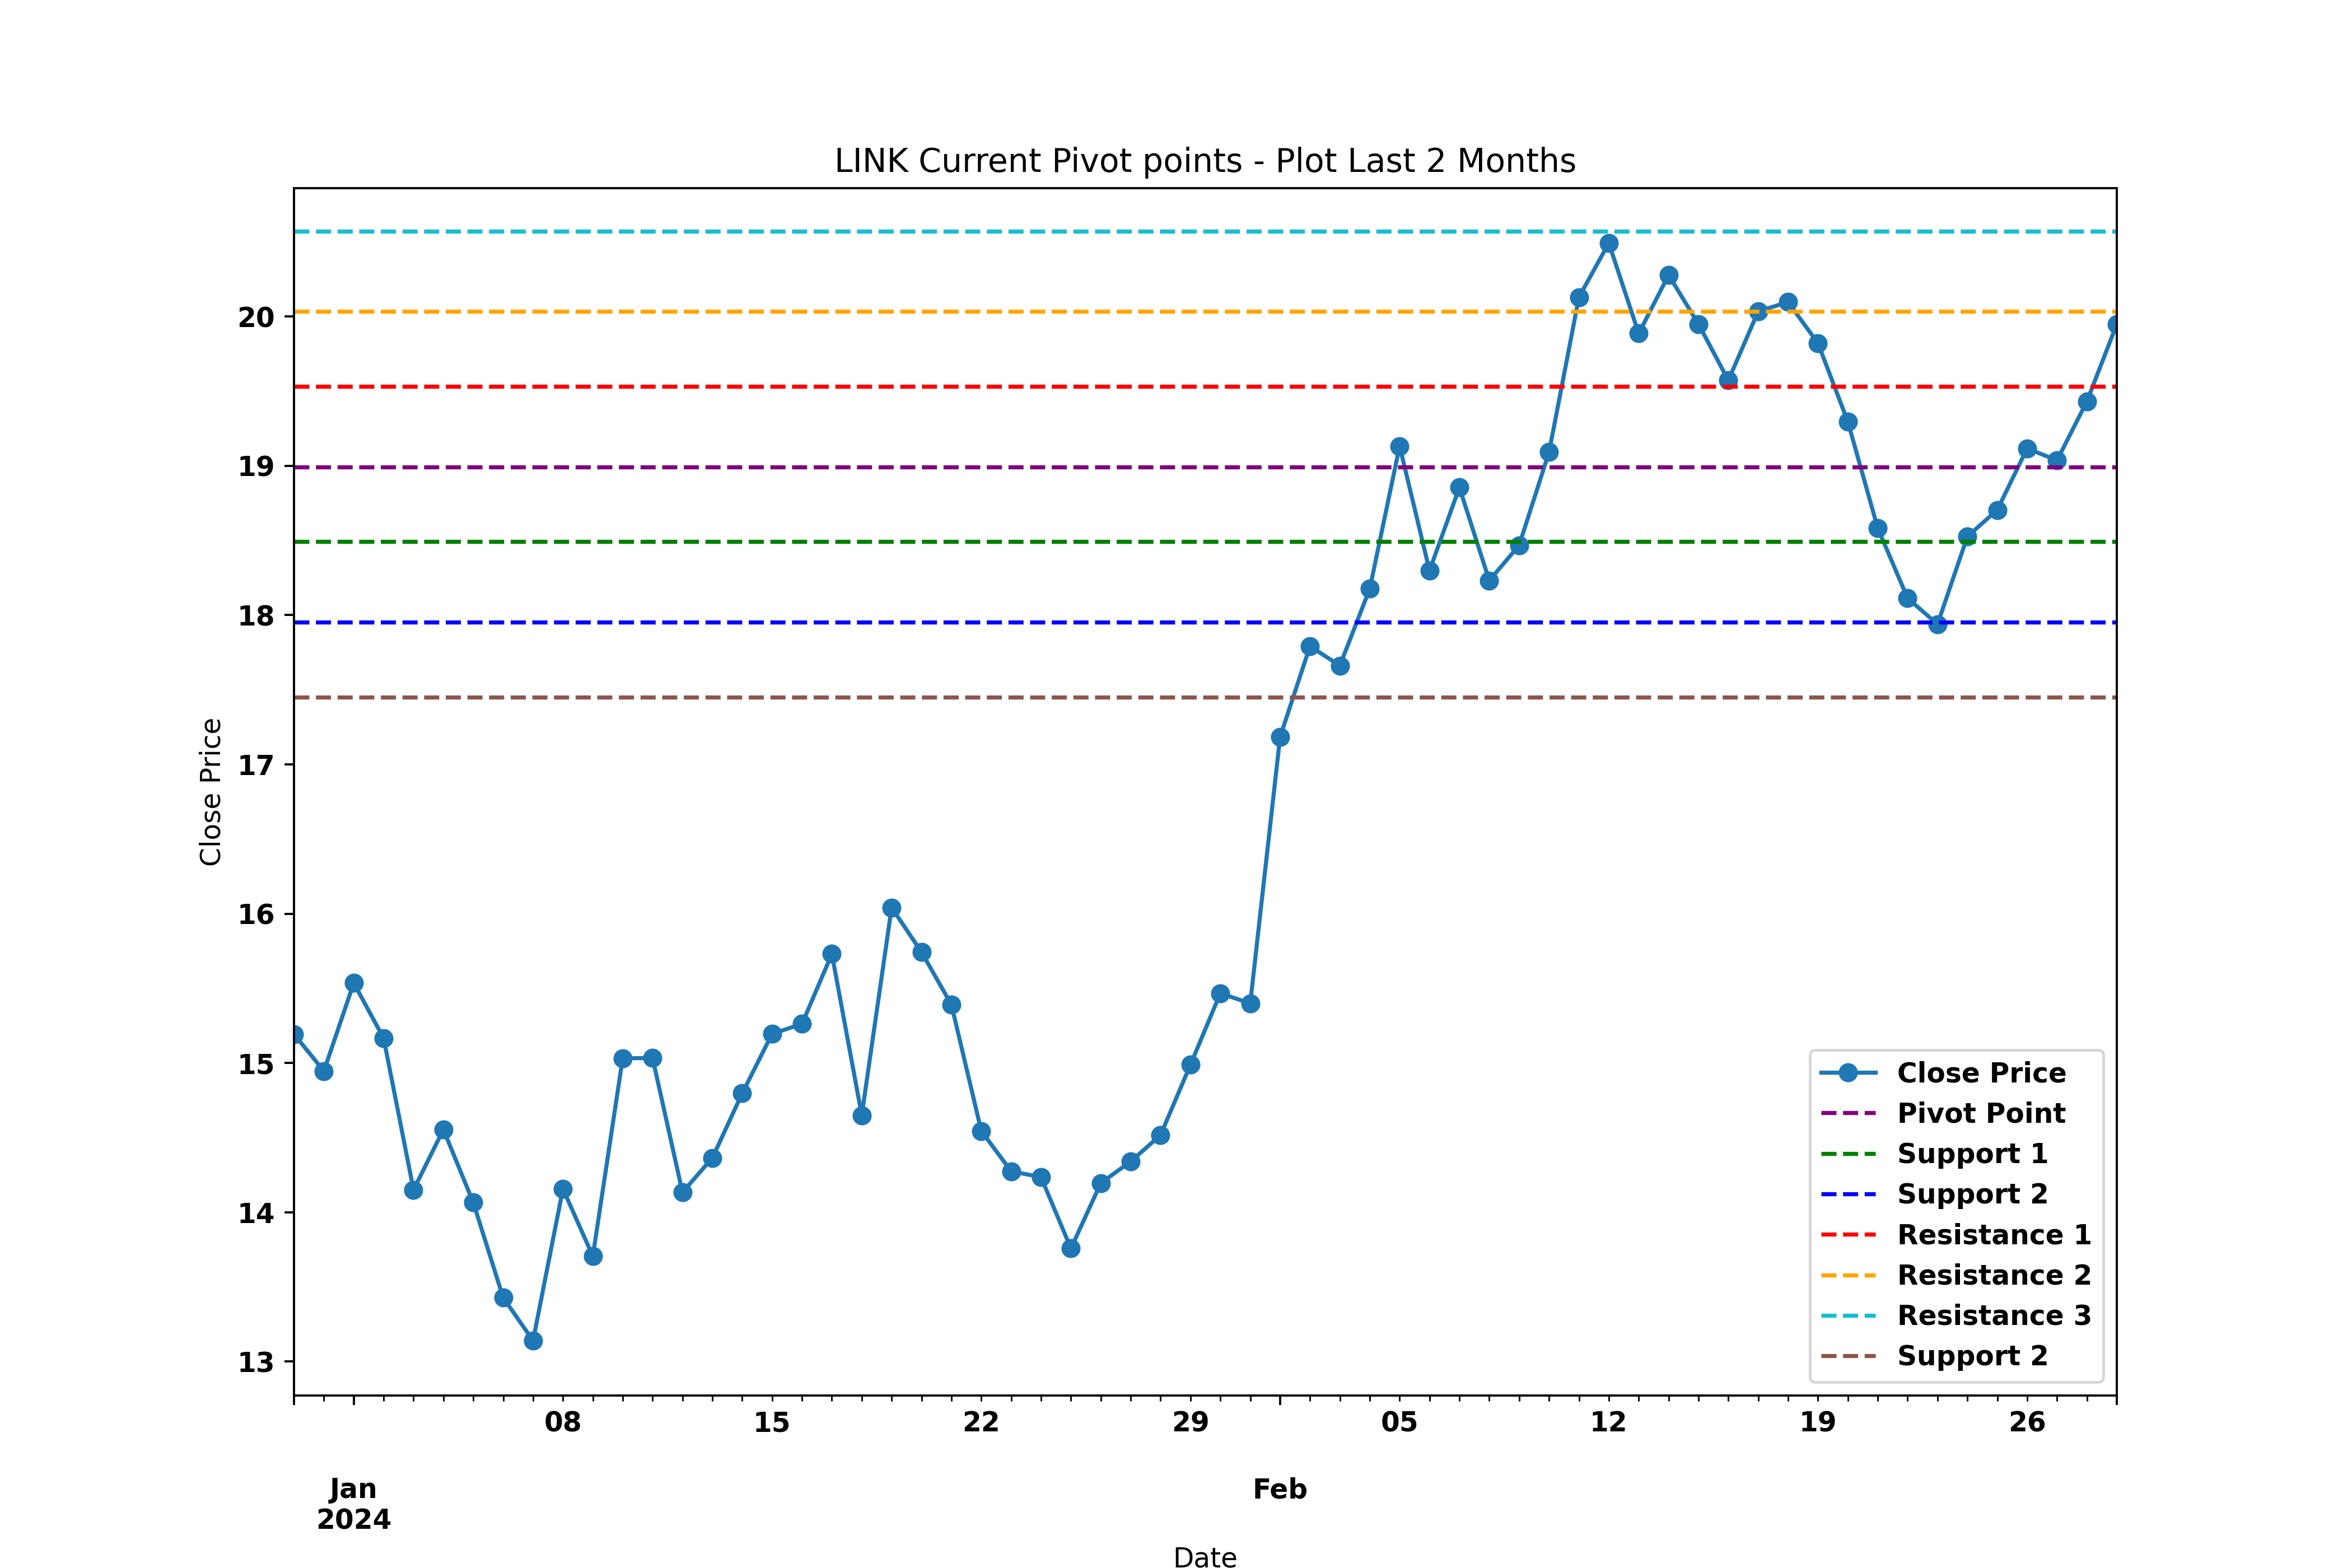 LINK Current Pivot points - Plot Last 2 Months
20
19
18
17
16
15
14
13
Close Price
Close Price
Pivot Point
Support 1
Support 2
Resistance 1
Resistance 2
Resistance 3
Support 2
08 15 22 29 05 12 19 26
Jan Feb
2024
Date